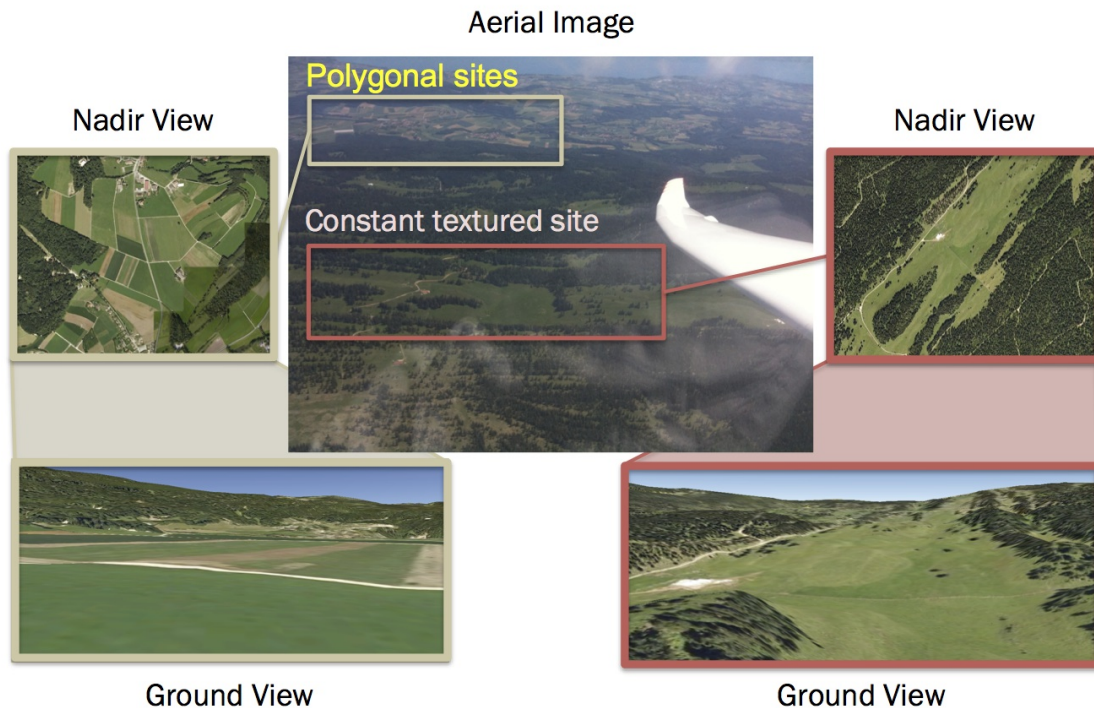 Aerial Image
Polygonal sites
Nadir View
Nadir View
Constant textured site
Ground View
Ground View